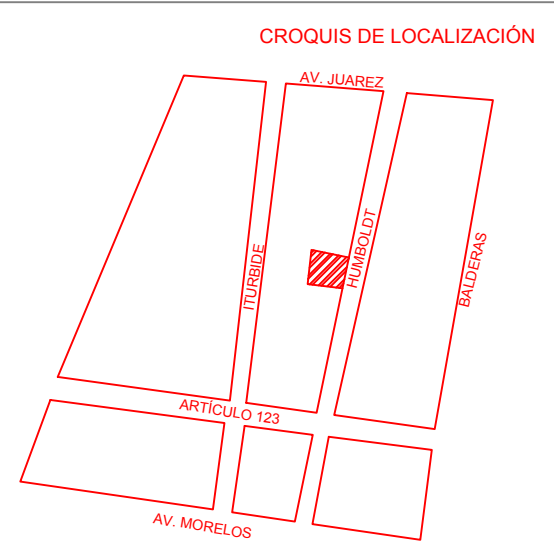 CROQUIS DE LOCALIZACIÓN
AV. JUAREZ
ITURBIDE
HUMBOLDT
BALDERAS
ARTÍCULO 123
AV. MORELOS